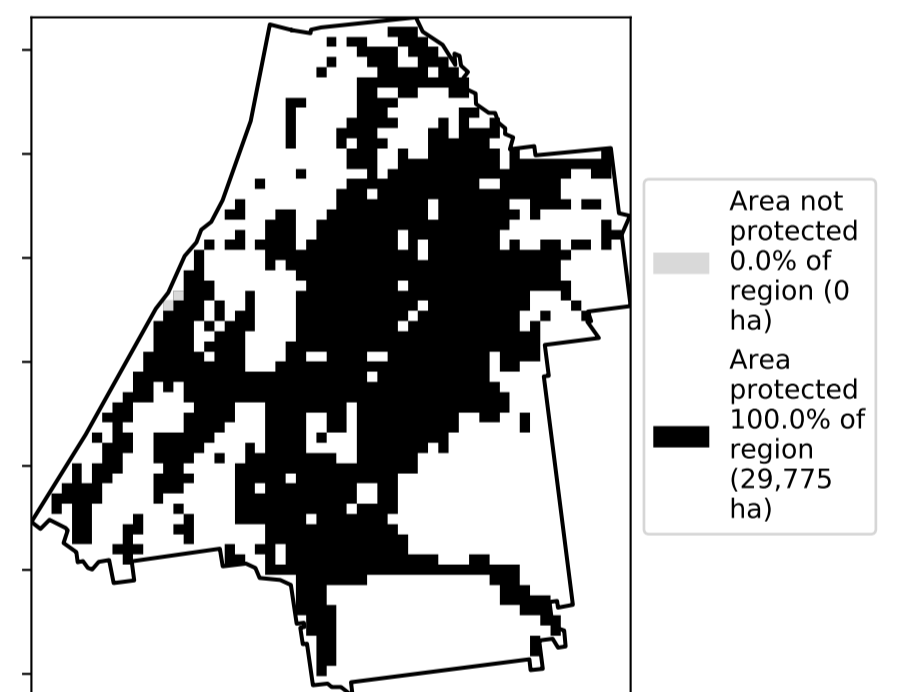 Area not
protected
0.0% of
region (0
ha)
Area
protected
100.0% of
region
(29,775
ha)